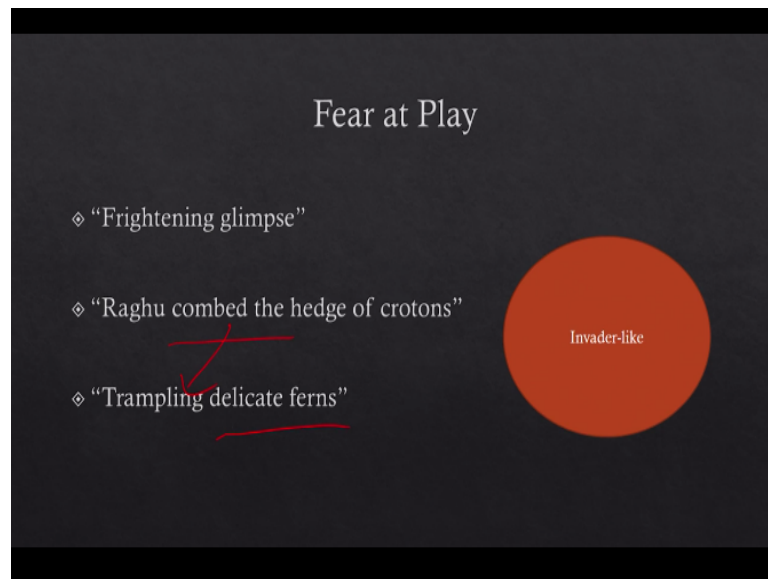 Fear at Play
“Frightening glimpse”
“Raghu combed the hedge of crotons”
“Trampling delicate ferns”
Invader-like